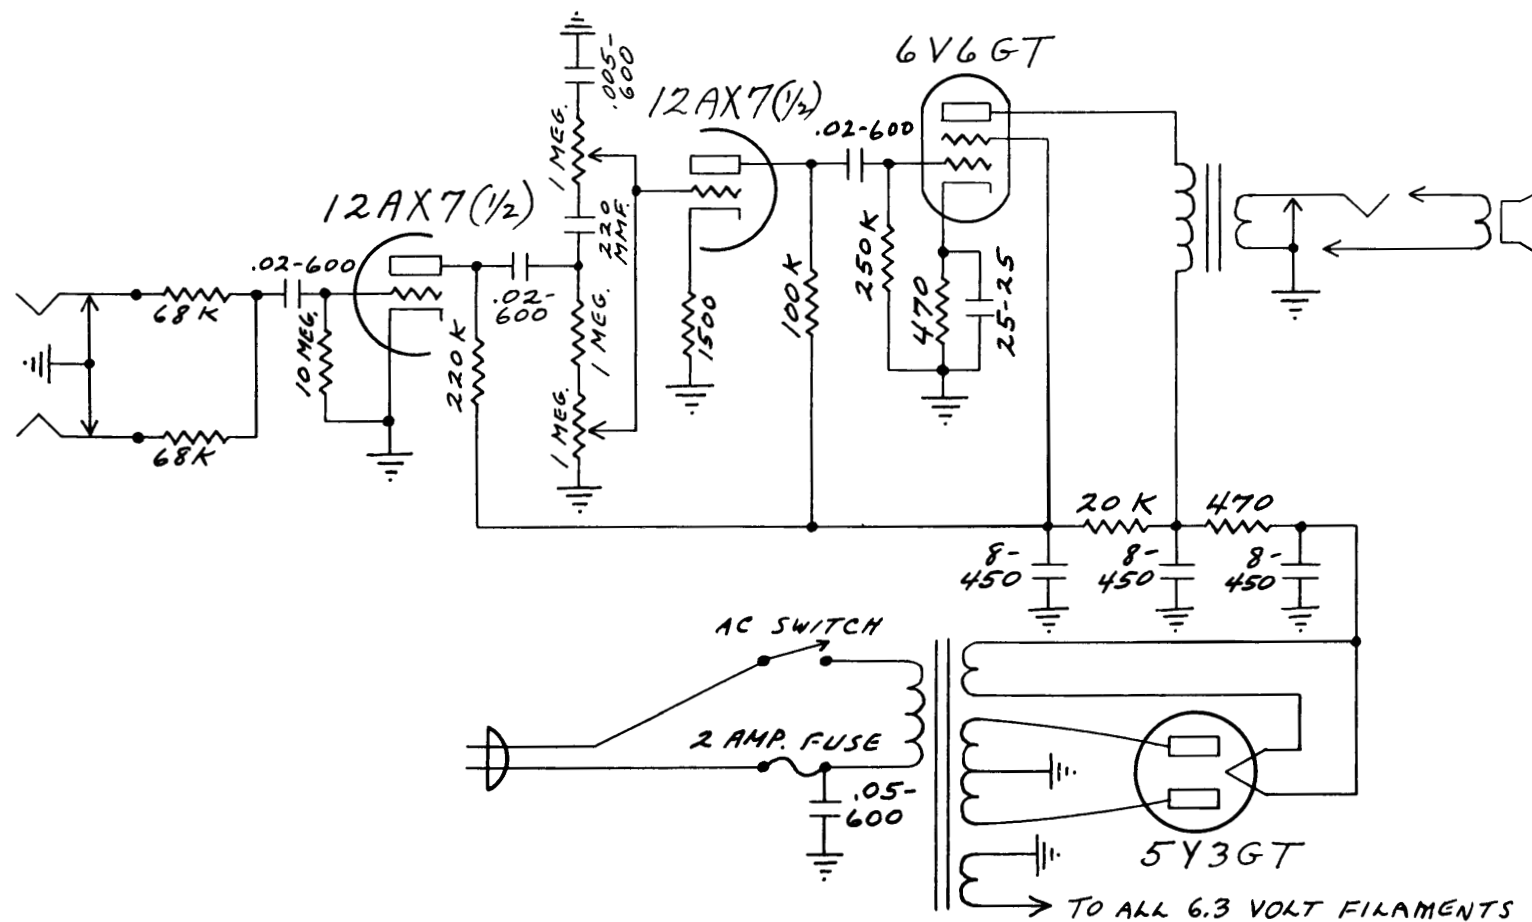 6V6GT
.005-
600
12AX7(½)
1 MEG.
.02-600
12AX7(½)
220
MMF.
.02-600
250K
68K
.02-
600
10 MEG.
220K
1 MEG.
1500
100K
470
25-25
1 MEG.
68K
20K
470
8-
450
8-
450
8-
450
AC SWITCH
2 AMP. FUSE
.05-
600
5Y3GT
TO ALL 6.3 VOLT FILAMENTS